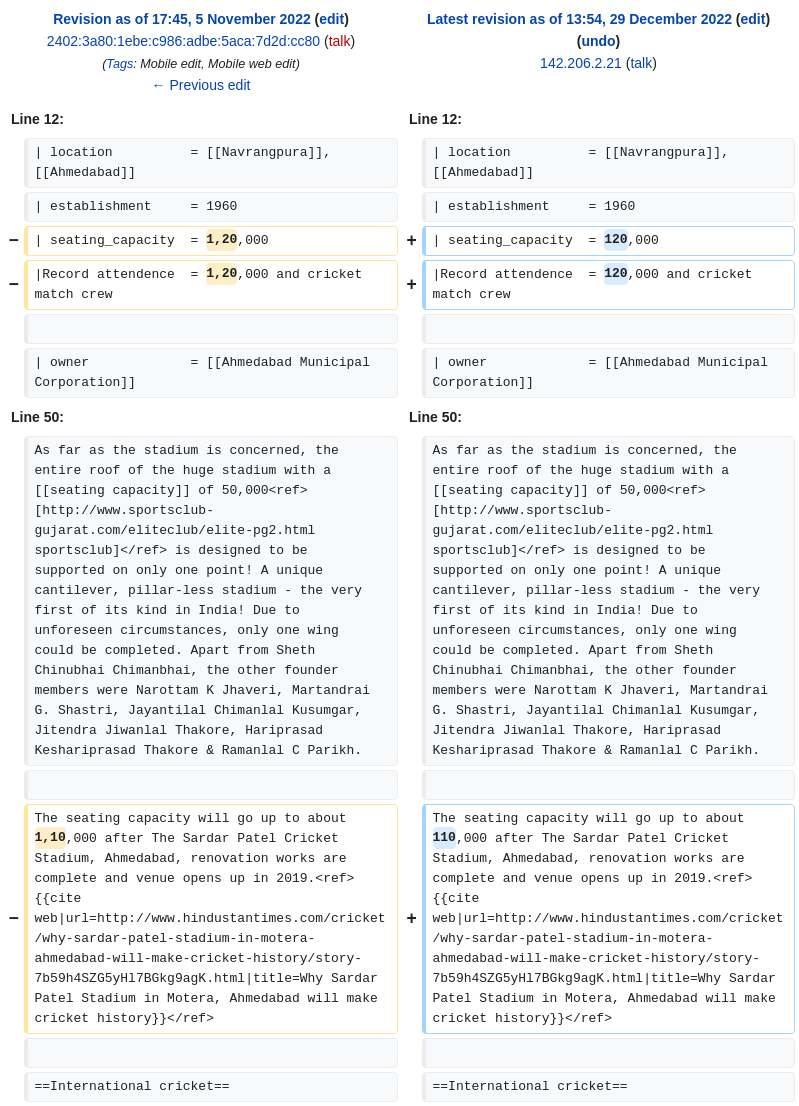 Revision as of 17:45, 5 November 2022 (edit)
2402:3a80:1ebe:c986:adbe:5aca:7d2d:cc80 (talk)
(Tags: Mobile edit, Mobile web edit)
← Previous edit
Latest revision as of 13:54, 29 December 2022 (edit)
(undo)
142.206.2.21 (talk)
Line 12:
Line 12:
| location          = [[Navrangpura]],
[[Ahmedabad]]
| location          = [[Navrangpura]],
[[Ahmedabad]]
| establishment     = 1960
| establishment     = 1960
− | seating_capacity  = 1,20,000
+ | seating_capacity  = 120,000
− |Record attendence  = 1,20,000 and cricket
match crew
+ |Record attendence  = 120,000 and cricket
match crew
| owner             = [[Ahmedabad Municipal
Corporation]]
| owner             = [[Ahmedabad Municipal
Corporation]]
Line 50:
Line 50:
As far as the stadium is concerned, the
entire roof of the huge stadium with a
[[seating capacity]] of 50,000<ref>
[http://www.sportsclub-
gujarat.com/eliteclub/elite-pg2.html
sportsclub]</ref> is designed to be
supported on only one point! A unique
cantilever, pillar-less stadium - the very
first of its kind in India! Due to
unforeseen circumstances, only one wing
could be completed. Apart from Sheth
Chinubhai Chimanbhai, the other founder
members were Narottam K Jhaveri, Martandrai
G. Shastri, Jayantilal Chimanlal Kusumgar,
Jitendra Jiwanlal Thakore, Hariprasad
Keshariprasad Thakore & Ramanlal C Parikh.
As far as the stadium is concerned, the
entire roof of the huge stadium with a
[[seating capacity]] of 50,000<ref>
[http://www.sportsclub-
gujarat.com/eliteclub/elite-pg2.html
sportsclub]</ref> is designed to be
supported on only one point! A unique
cantilever, pillar-less stadium - the very
first of its kind in India! Due to
unforeseen circumstances, only one wing
could be completed. Apart from Sheth
Chinubhai Chimanbhai, the other founder
members were Narottam K Jhaveri, Martandrai
G. Shastri, Jayantilal Chimanlal Kusumgar,
Jitendra Jiwanlal Thakore, Hariprasad
Keshariprasad Thakore & Ramanlal C Parikh.
The seating capacity will go up to about
1,10,000 after The Sardar Patel Cricket
Stadium, Ahmedabad, renovation works are
complete and venue opens up in 2019.<ref>
{{cite
− web|url=http://www.hindustantimes.com/cricket
/why-sardar-patel-stadium-in-motera-
ahmedabad-will-make-cricket-history/story-
7b59h4SZG5yHl7BGkg9agK.html|title=Why Sardar
Patel Stadium in Motera, Ahmedabad will make
cricket history}}</ref>
The seating capacity will go up to about
110,000 after The Sardar Patel Cricket
Stadium, Ahmedabad, renovation works are
complete and venue opens up in 2019.<ref>
{{cite
+ web|url=http://www.hindustantimes.com/cricket
/why-sardar-patel-stadium-in-motera-
ahmedabad-will-make-cricket-history/story-
7b59h4SZG5yHl7BGkg9agK.html|title=Why Sardar
Patel Stadium in Motera, Ahmedabad will make
cricket history}}</ref>
==International cricket==
==International cricket==